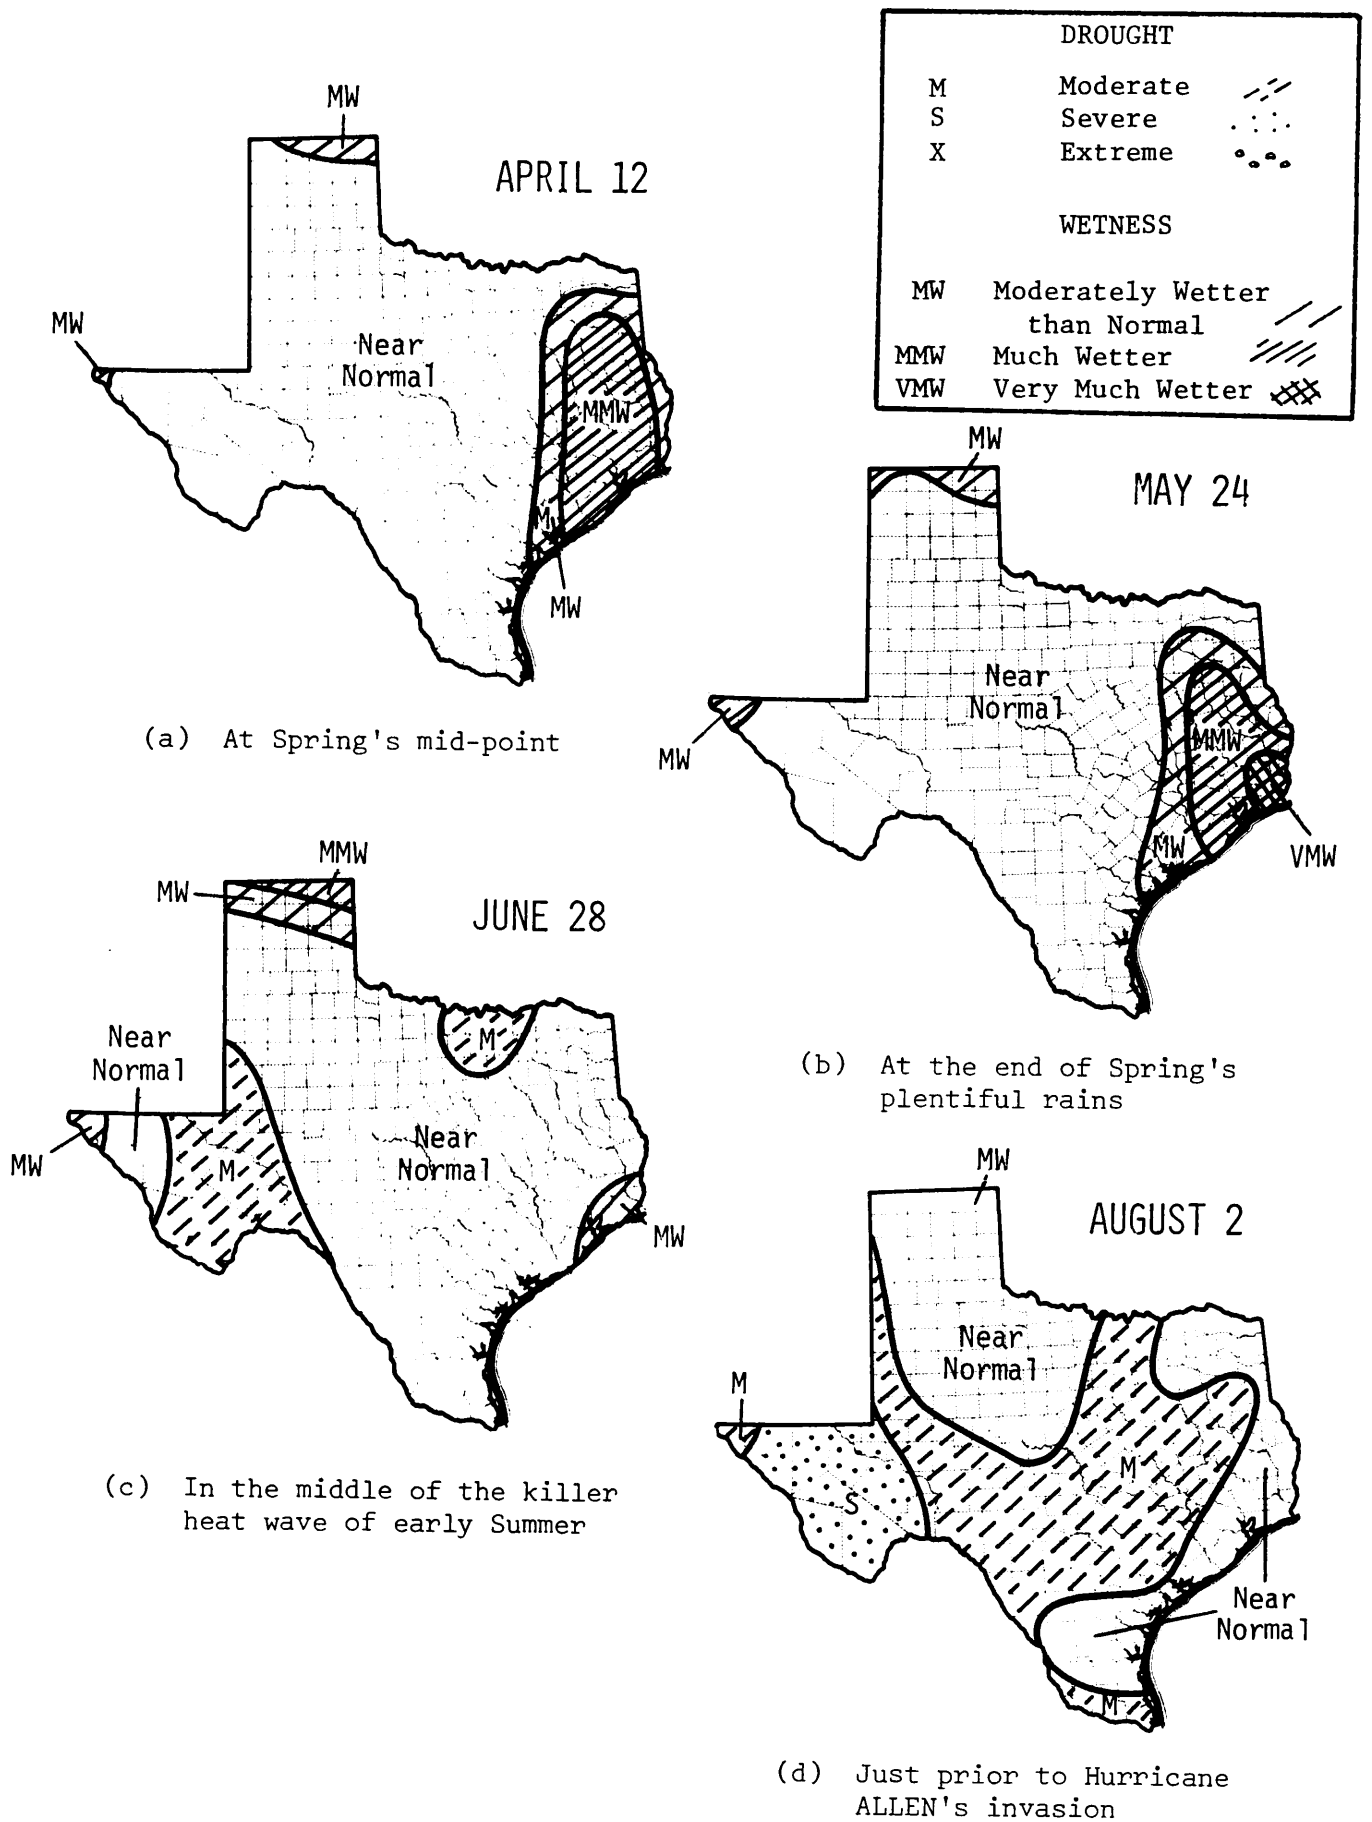 DROUGHT
M Moderate
S Severe
X Extreme
WETNESS
MW Moderately Wetter
than Normal
MMW Much Wetter
VMW Very Much Wetter
MW
APRIL 12
MW
Near
Normal
MMW
M
MW
(a) At Spring's mid-point
MW
MAY 24
Near
Normal
MW
MMW
MW
VMW
(b) At the end of Spring's
plentiful rains
MMW
MW
JUNE 28
M
Near
Normal
MW
M
Near
Normal
MW
(c) In the middle of the killer
heat wave of early Summer
MW
AUGUST 2
Near
Normal
M
M
S
Near
Normal
M
(d) Just prior to Hurricane
ALLEN's invasion